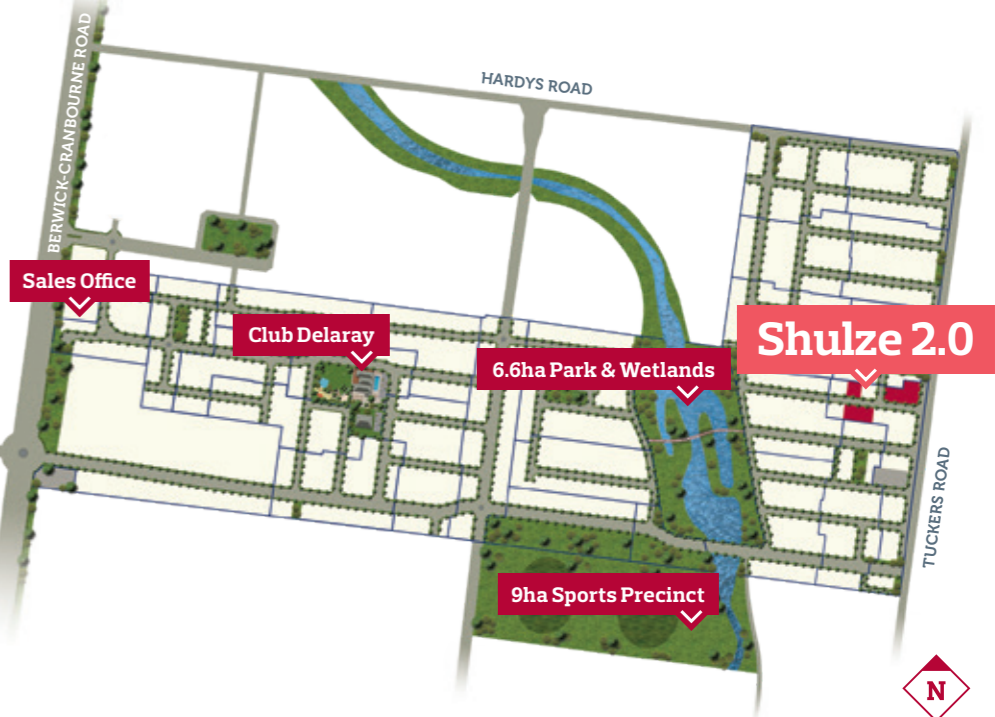 BERWICK-CRANBOURNE ROAD
HARDYS ROAD
Sales Office
Club Delaray
Shulze 2.0
6.6ha Park & Wetlands
TUCKERS ROAD
9ha Sports Precinct
N